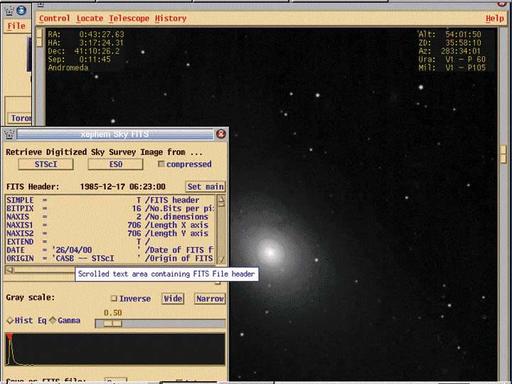 File
Control Locate Telescope History Help
RA: 0:43:27.63
HA: 3:17:24.31
Dec: 41:10:26.2
Sep: 0:11:45
Andromeda
Alt: 54:01:50
ZD: 35:58:10
Az: 283:34:01
Ura: V1 - P 60
Mil: V1 - P105
Toron
xephem Sky FITS
Retrieve Digitized Sky Survey Image from ...
STScI ESO compressed
FITS Header: 1985-12-17 06:23:00 Set main
SIMPLE = T /FITS header
BITPIX = 16 /No.Bits per pi
NAXIS = 2 /No.dimensions
NAXIS1 = 706 /Length X axis
NAXIS2 = 706 /Length Y axis
EXTEND = T /
DATE = '26/04/00 ' /Date of FITS f
ORIGIN = 'CASB -- STScI ' /Origin of FITS
Scrolled text area containing FITS File header
Gray scale: Inverse Wide Narrow
0.50
Hist Eq Gamma
Save as FITS file: